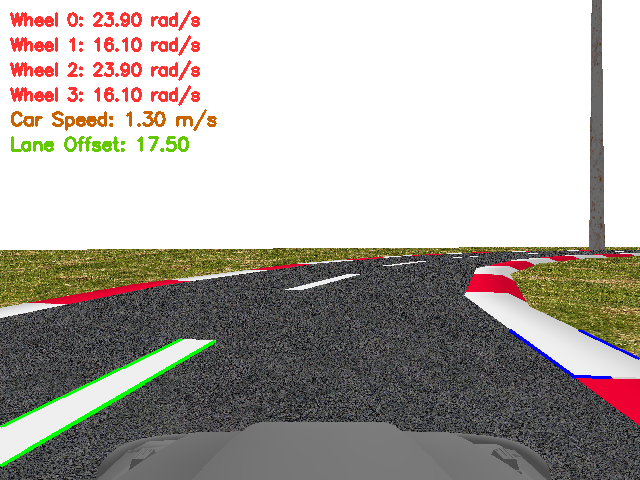 Wheel 0: 23.90 rad/s
Wheel 1: 16.10 rad/s
Wheel 2: 23.90 rad/s
Wheel 3: 16.10 rad/s
Car Speed: 1.30 m/s
Lane Offset: 17.50